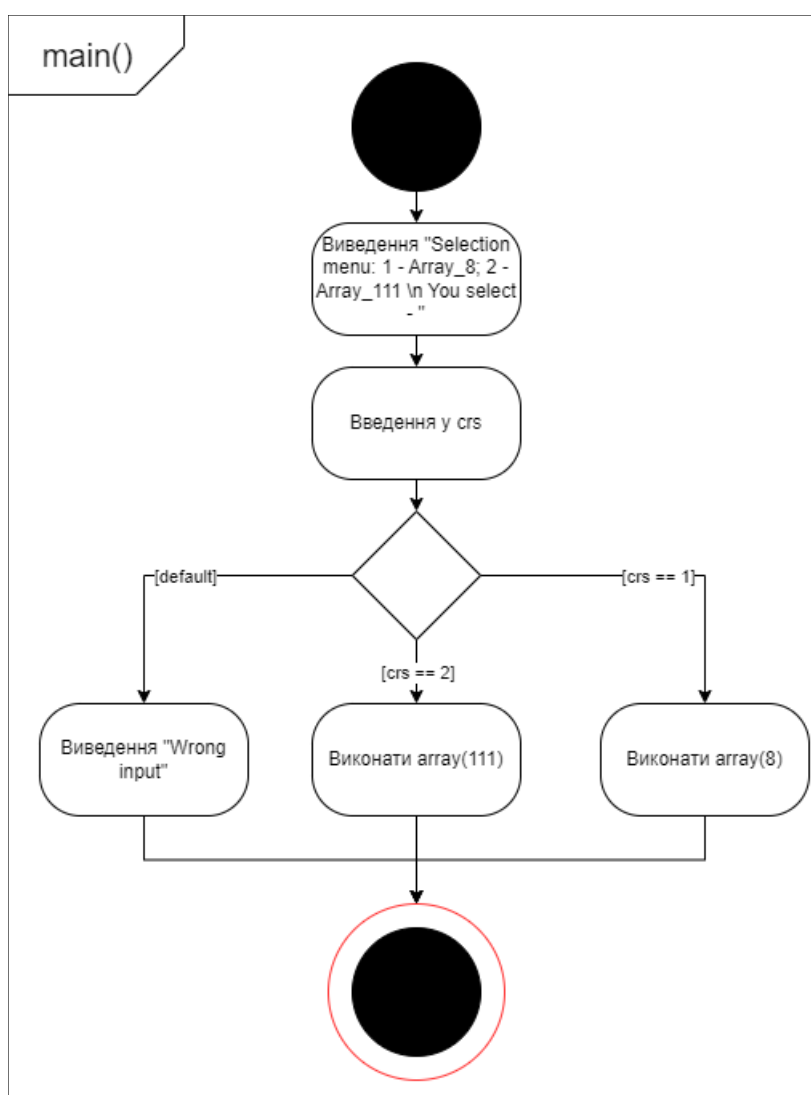 main()
Виведення "Selection
menu: 1 - Array_8; 2 -
Array_111 \n You select
- "
Введення у crs
[default]
[crs == 1]
[crs == 2]
Виведення "Wrong
input"
Виконати array(111)
Виконати array(8)